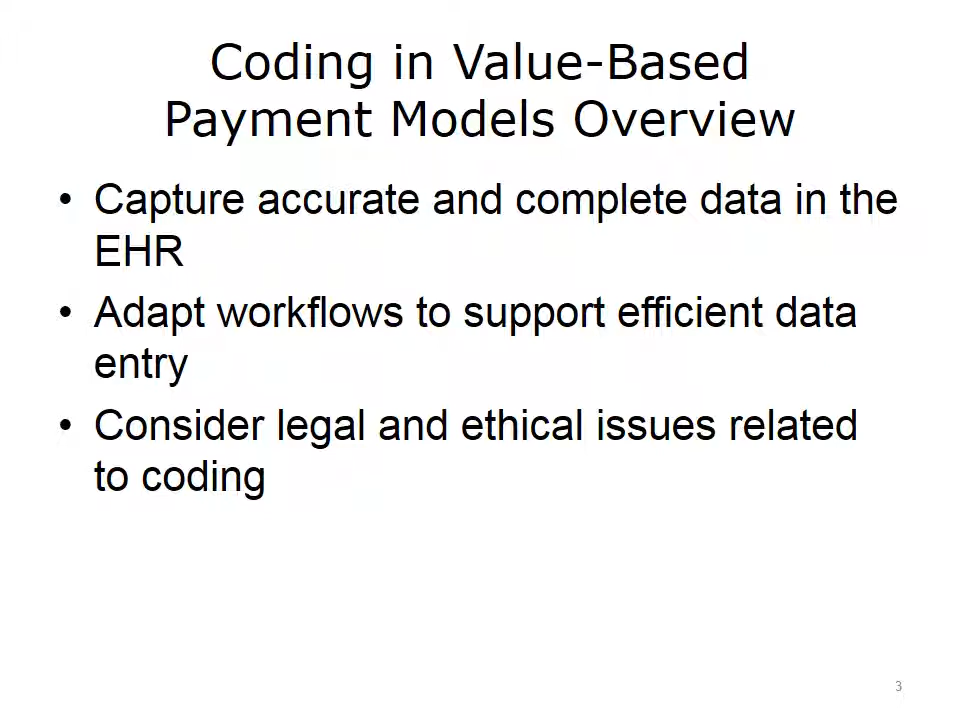 Coding in Value-Based
Payment Models Overview
• Capture accurate and complete data in the
EHR
• Adapt workflows to support efficient data
entry
• Consider legal and ethical issues related
to coding
3